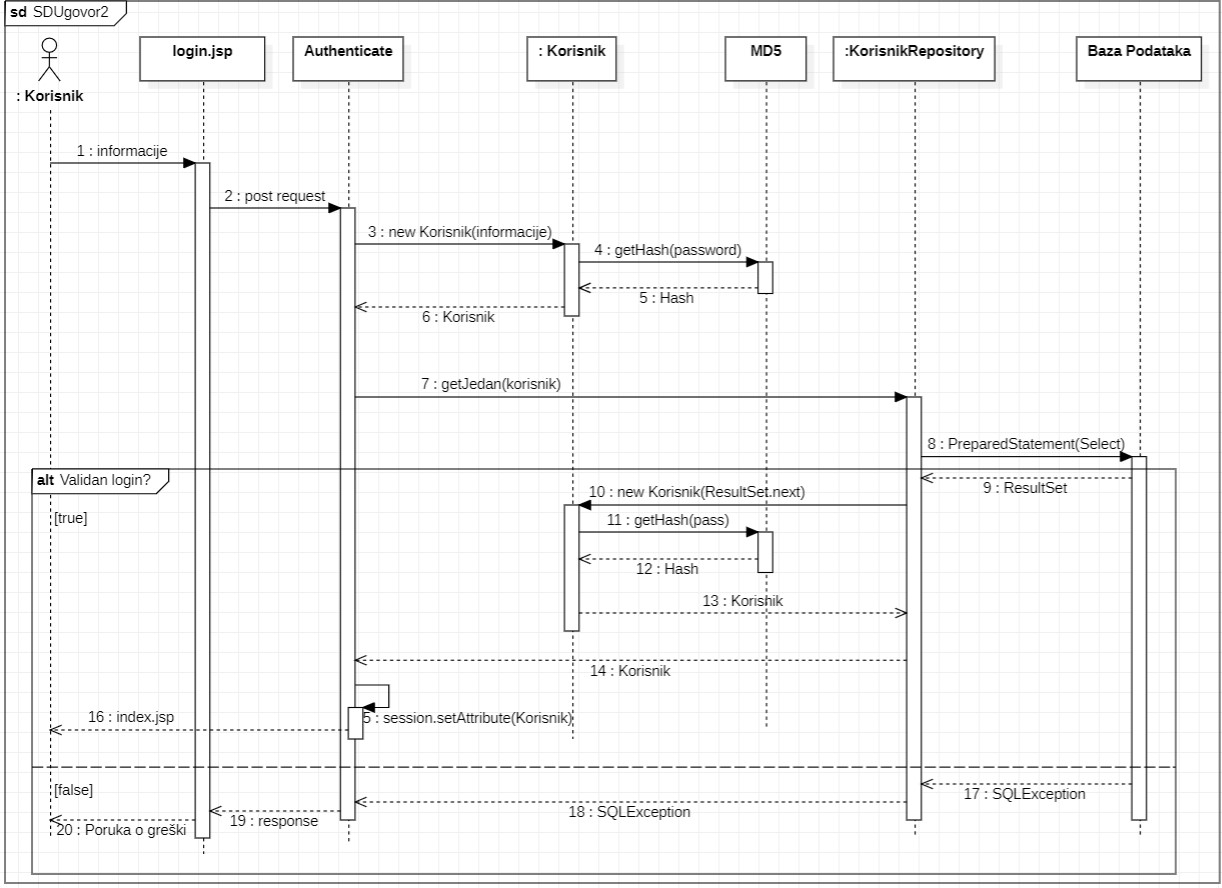 sd SDUgovor2
: Korisnik
login.jsp
Authenticate
: Korisnik
MD5
:KorisnikRepository
Baza Podataka
1 : informacije
2 : post request
3 : new Korisnik(informacije)
4 : getHash(password)
5 : Hash
6 : Korisnik
7 : getJedan(korisnik)
8 : PreparedStatement(Select)
alt Validan login?
9 : ResultSet
10 : new Korisnik(ResultSet.next)
[true]
11 : getHash(pass)
12 : Hash
13 : Korisnik
14 : Korisnik
5 : session.setAttribute(Korisnik)
16 : index.jsp
[false]
17 : SQLException
18 : SQLException
19 : response
20 : Poruka o greški